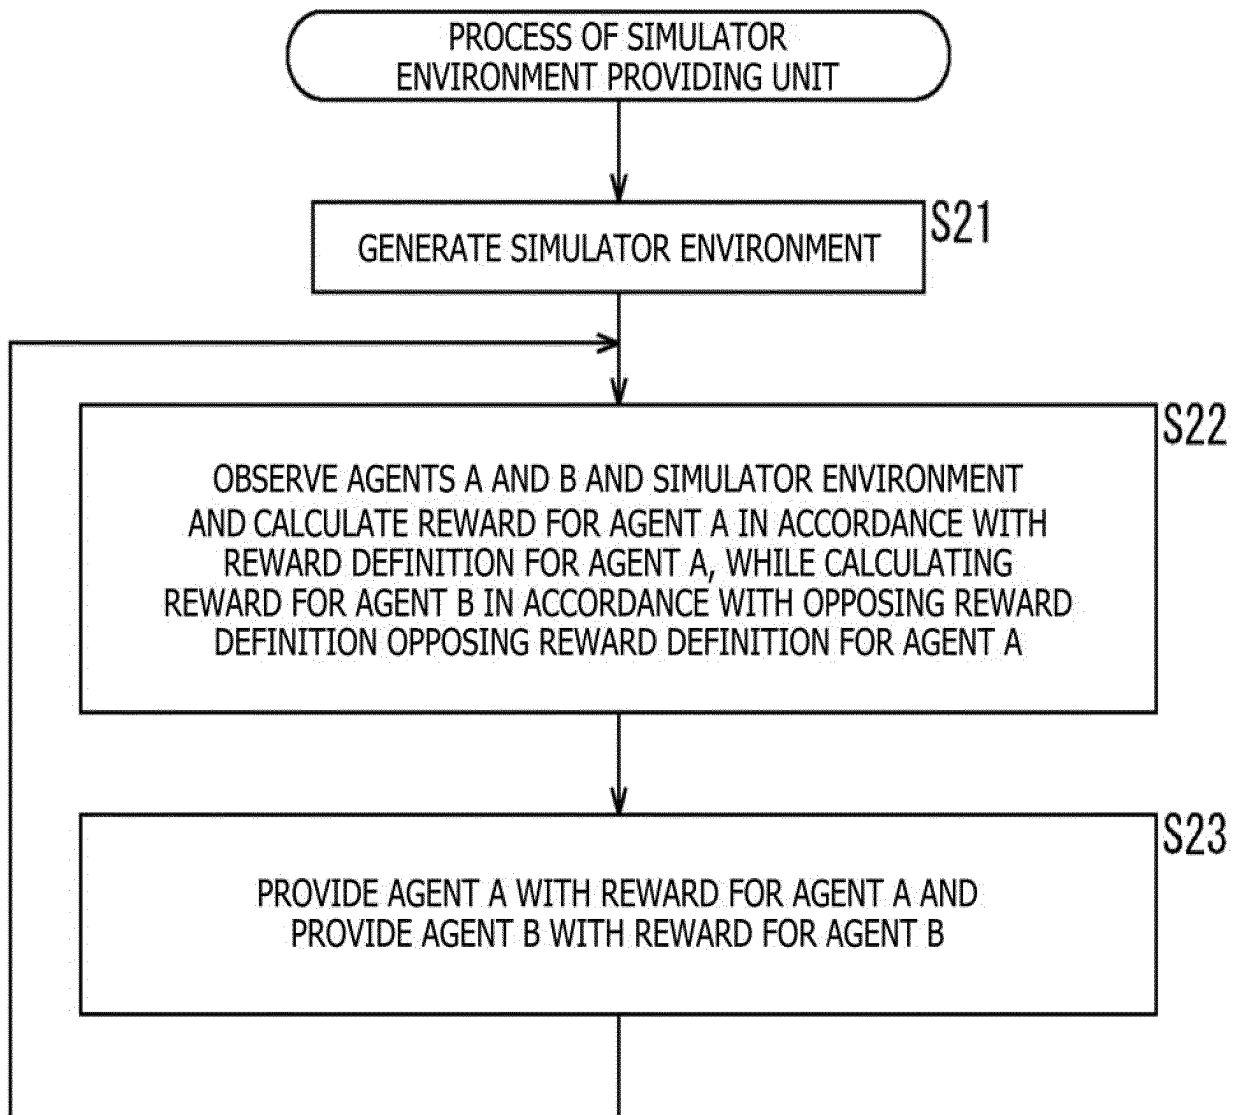 PROCESS OF SIMULATOR
ENVIRONMENT PROVIDING UNIT
S21
GENERATE SIMULATOR ENVIRONMENT
S22
OBSERVE AGENTS A AND B AND SIMULATOR ENVIRONMENT
AND CALCULATE REWARD FOR AGENT A IN ACCORDANCE WITH
REWARD DEFINITION FOR AGENT A, WHILE CALCULATING
REWARD FOR AGENT B IN ACCORDANCE WITH OPPOSING REWARD
DEFINITION OPPOSING REWARD DEFINITION FOR AGENT A
S23
PROVIDE AGENT A WITH REWARD FOR AGENT A AND
PROVIDE AGENT B WITH REWARD FOR AGENT B